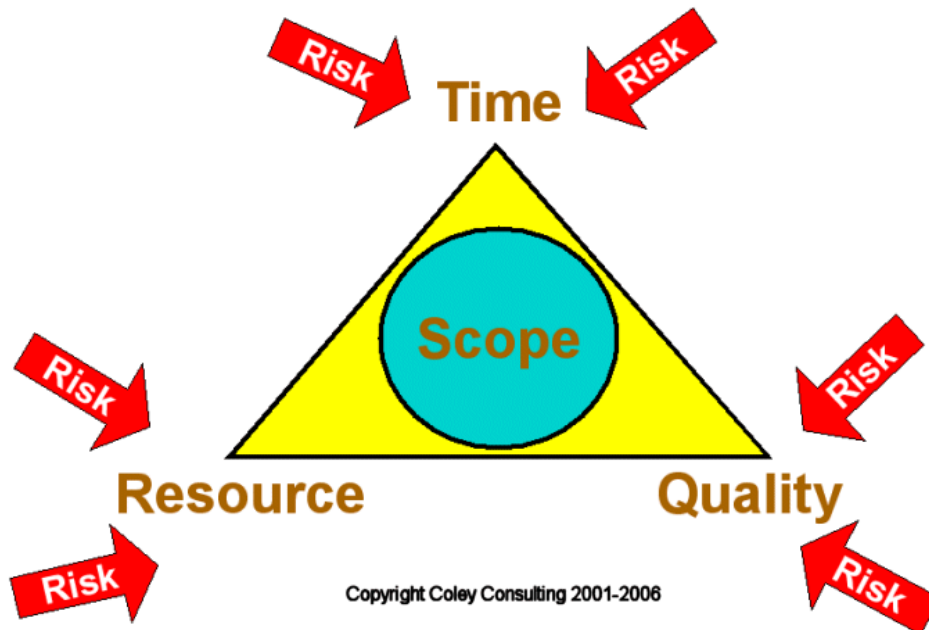 Risk
Risk
Time
Scope
Risk
Risk
Resource
Quality
Risk
Risk
Copyright Coley Consulting 2001-2006